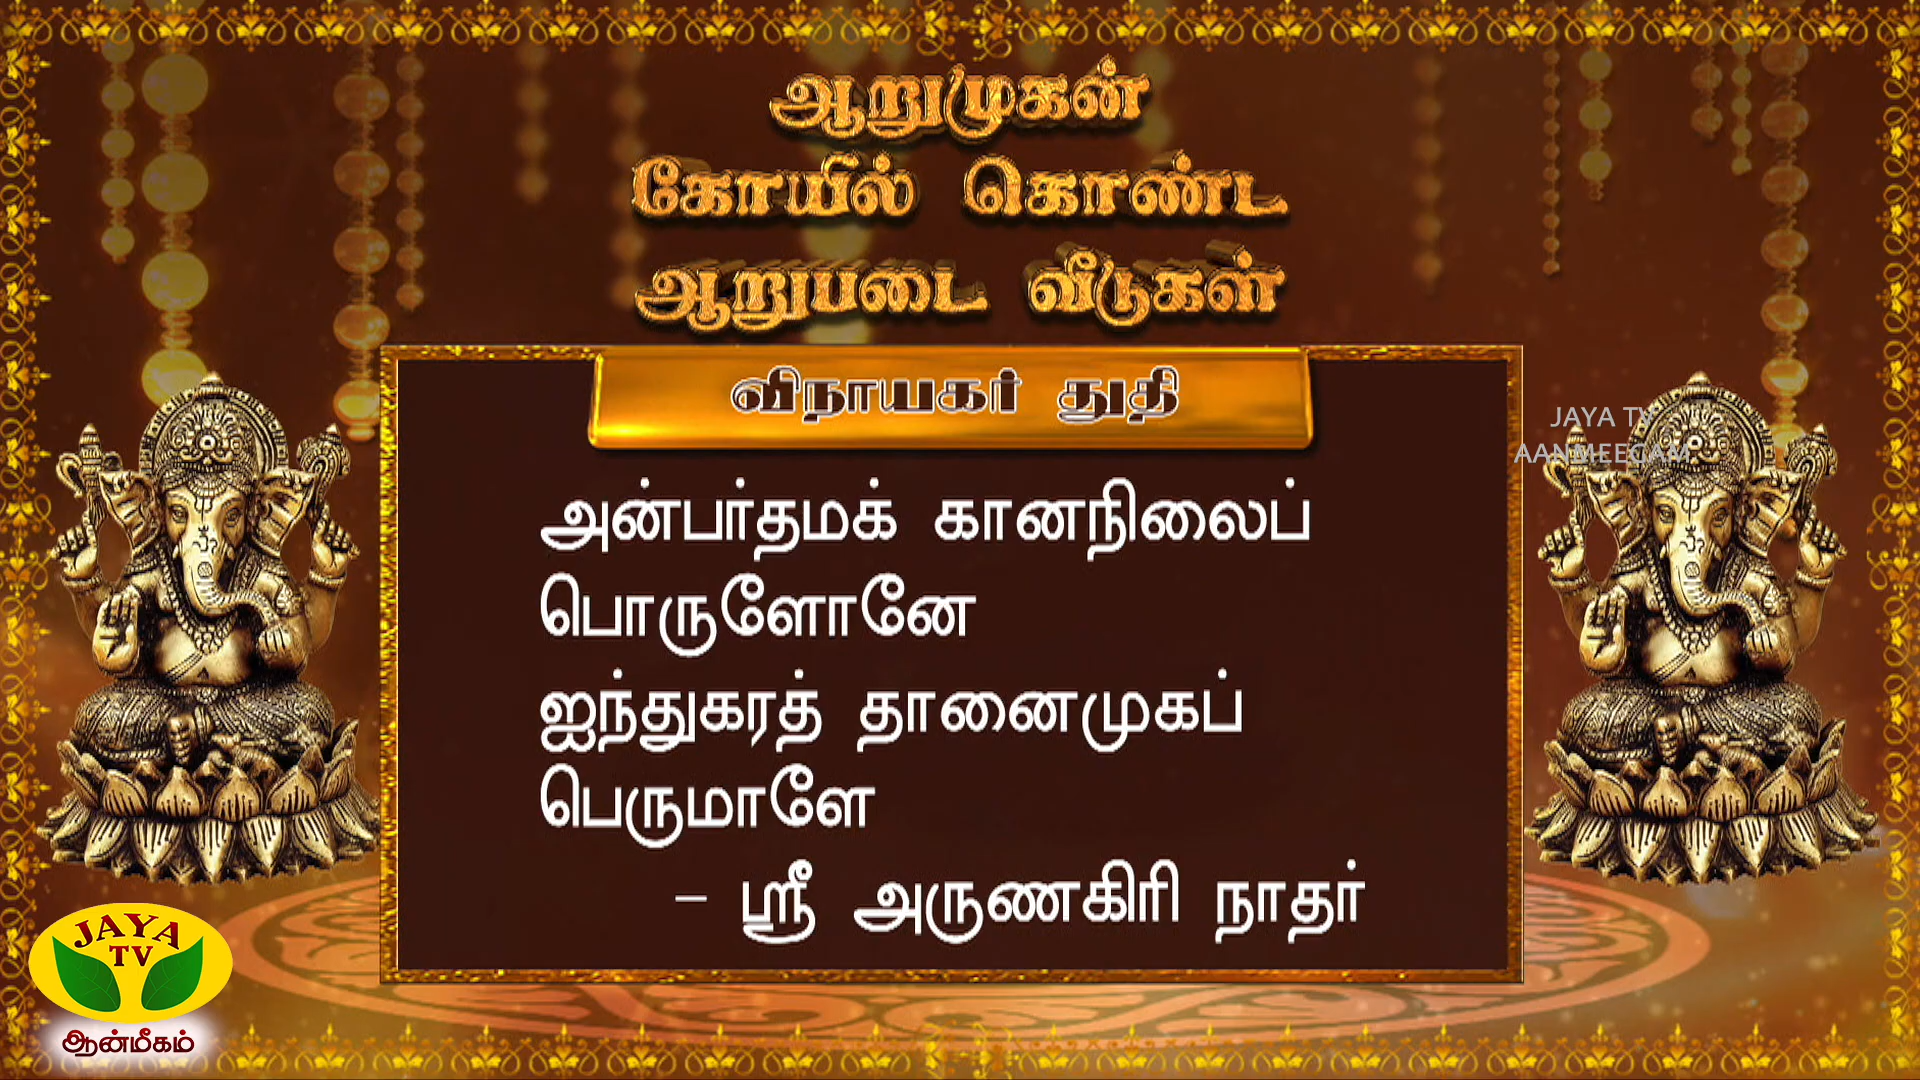 ஆறுமுகன்
கோயில் கொண்ட
ஆறுபடை வீடுகள்
விநாயகர் துதி
அன்பர்தமக் கானநிலைப்
பொருளோனே
ஐந்துகரத் தானைமுகப்
பெருமாளே
- ஸ்ரீ அருணகிரி நாதர்
JAYA TV
AANMEEGAM
JAYA
TV
ஆன்மீகம்